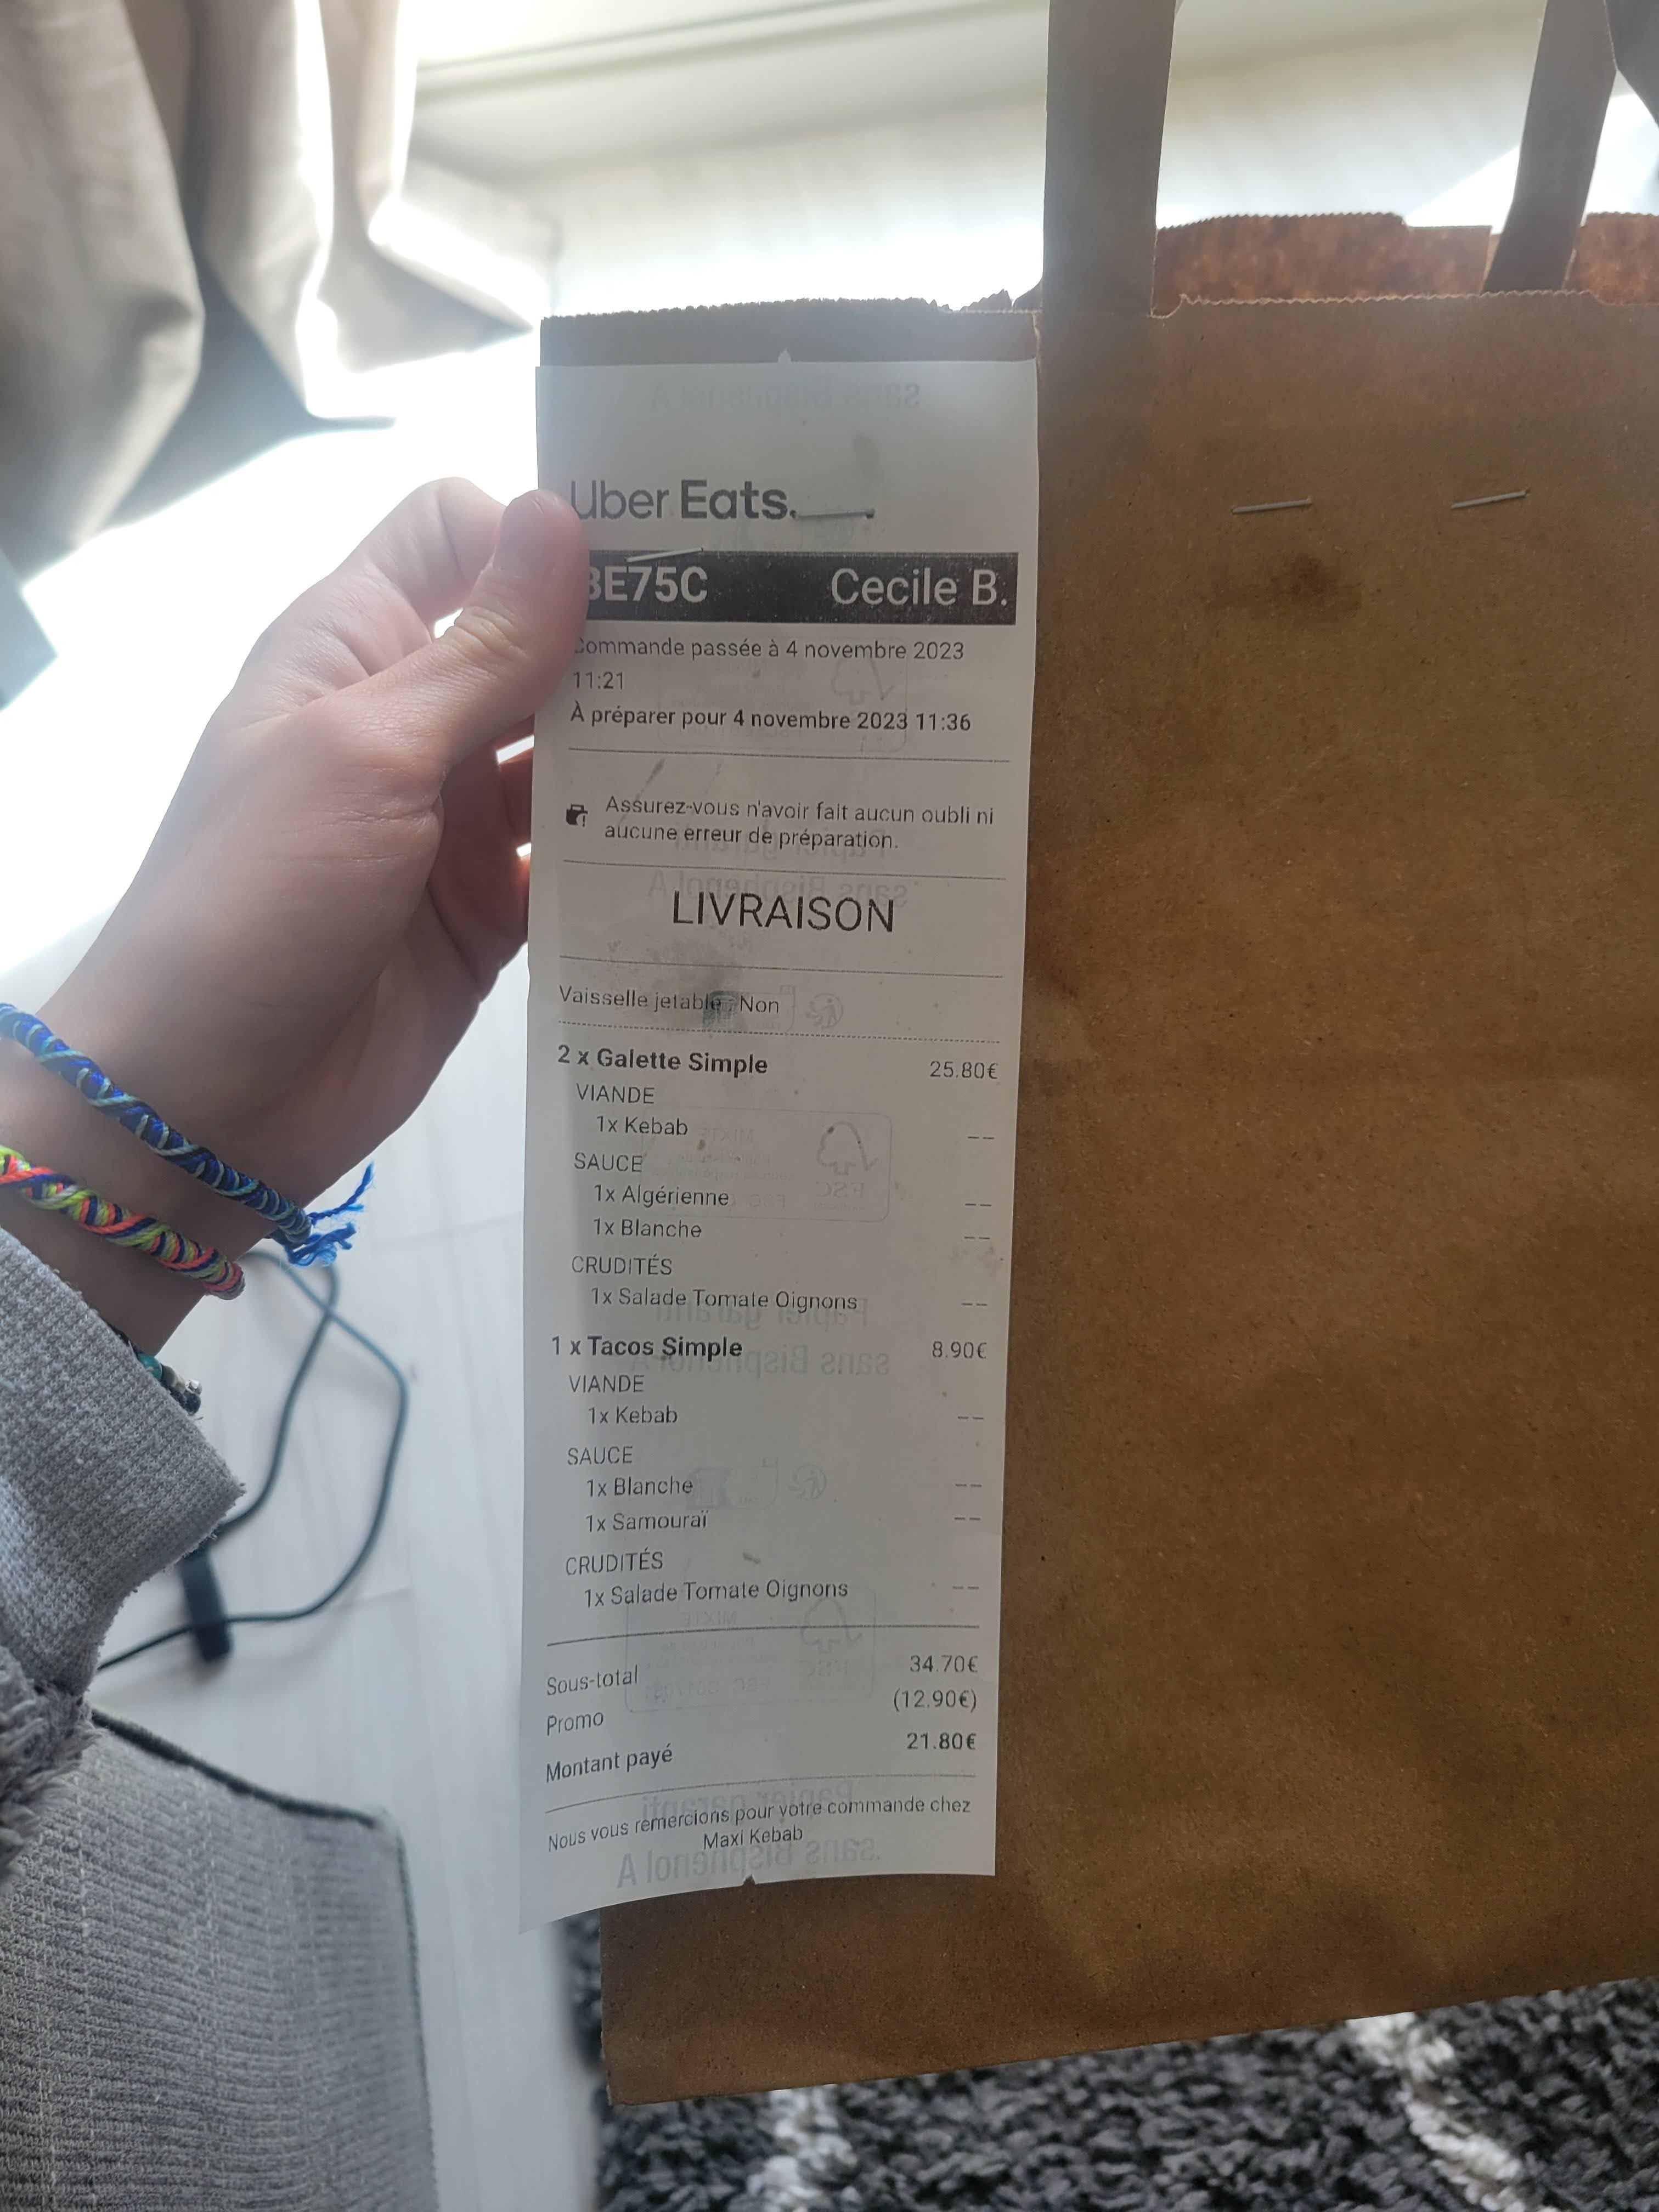 Uber Eats
BE75C Cecile B.
Commande passée à 4 novembre 2023
11:21
À préparer pour 4 novembre 2023 11:36
Assurez-vous n'avoir fait aucun oubli ni
aucune erreur de préparation.
LIVRAISON
Vaisselle jetable : Non
2 x Galette Simple 25.80€
VIANDE
1x Kebab --
SAUCE
1x Algérienne --
1x Blanche --
CRUDITÉS
1x Salade Tomate Oignons --
1 x Tacos Simple 8.90€
VIANDE
1x Kebab --
SAUCE
1x Blanche --
1x Samouraï --
CRUDITÉS
1x Salade Tomate Oignons --
Sous-total 34.70€
Promo (12.90€)
Montant payé 21.80€
Nous vous remercions pour votre commande chez
Maxi Kebab